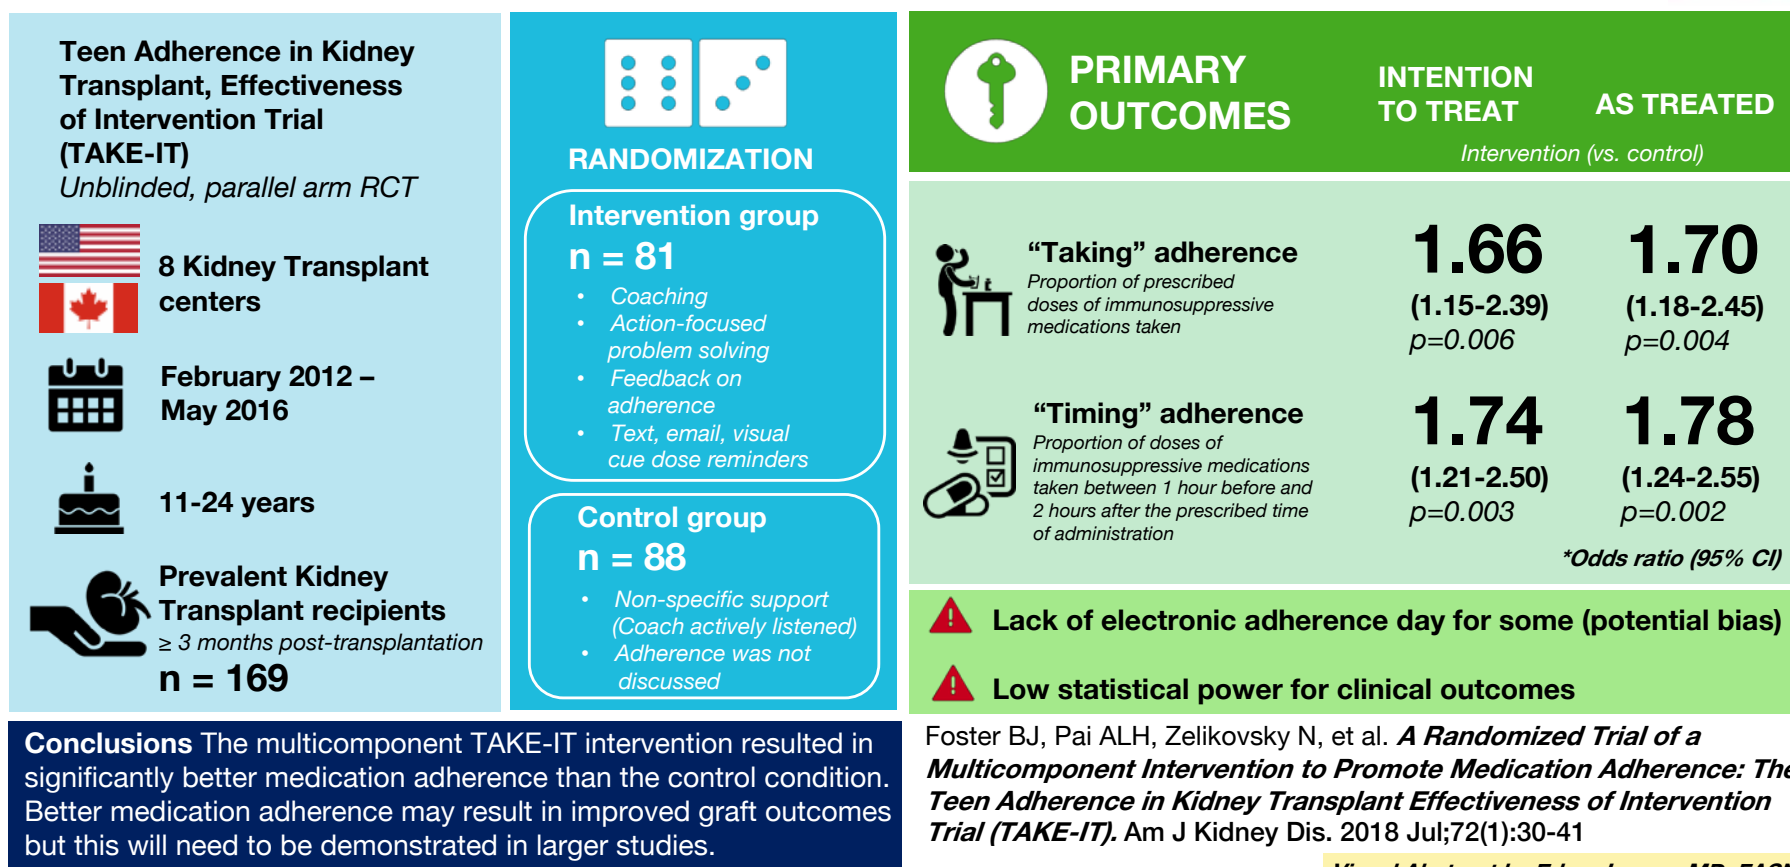 Teen Adherence in Kidney
Transplant, Effectiveness
of Intervention Trial
(TAKE-IT)
Unblinded, parallel arm RCT
8 Kidney Transplant
centers
February 2012 –
May 2016
11-24 years
Prevalent Kidney
Transplant recipients
≥ 3 months post-transplantation
n = 169
RANDOMIZATION
Intervention group
n = 81
• Coaching
• Action-focused
problem solving
• Feedback on
adherence
• Text, email, visual
cue dose reminders
Control group
n = 88
• Non-specific support
(Coach actively listened)
• Adherence was not
discussed
PRIMARY
OUTCOMES
INTENTION
TO TREAT
AS TREATED
Intervention (vs. control)
“Taking” adherence
Proportion of prescribed
doses of immunosuppressive
medications taken
1.66
(1.15-2.39)
p=0.006
1.70
(1.18-2.45)
p=0.004
“Timing” adherence
Proportion of doses of
immunosuppressive medications
taken between 1 hour before and
2 hours after the prescribed time
of administration
1.74
(1.21-2.50)
p=0.003
1.78
(1.24-2.55)
p=0.002
*Odds ratio (95% CI)
Lack of electronic adherence day for some (potential bias)
Low statistical power for clinical outcomes
Conclusions The multicomponent TAKE-IT intervention resulted in
significantly better medication adherence than the control condition.
Better medication adherence may result in improved graft outcomes
but this will need to be demonstrated in larger studies.
Foster BJ, Pai ALH, Zelikovsky N, et al. A Randomized Trial of a
Multicomponent Intervention to Promote Medication Adherence: The
Teen Adherence in Kidney Transplant Effectiveness of Intervention
Trial (TAKE-IT). Am J Kidney Dis. 2018 Jul;72(1):30-41
Visual Abstract by